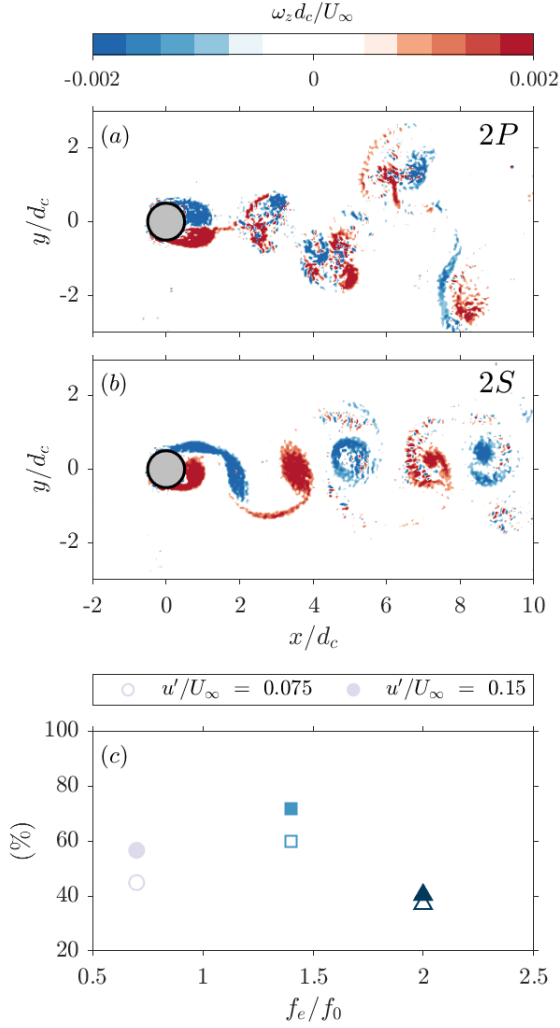 ω_z d_c/U_∞
-0.002 0 0.002
(a) 2P
2
0
-2
y/d_c
(b) 2S
2
0
-2
y/d_c
-2 0 2 4 6 8 10
x/d_c
u′/U_∞ = 0.075 u′/U_∞ = 0.15
(c)
100
80
60
40
20
(%)
0.5 1 1.5 2 2.5
f_e/f_0